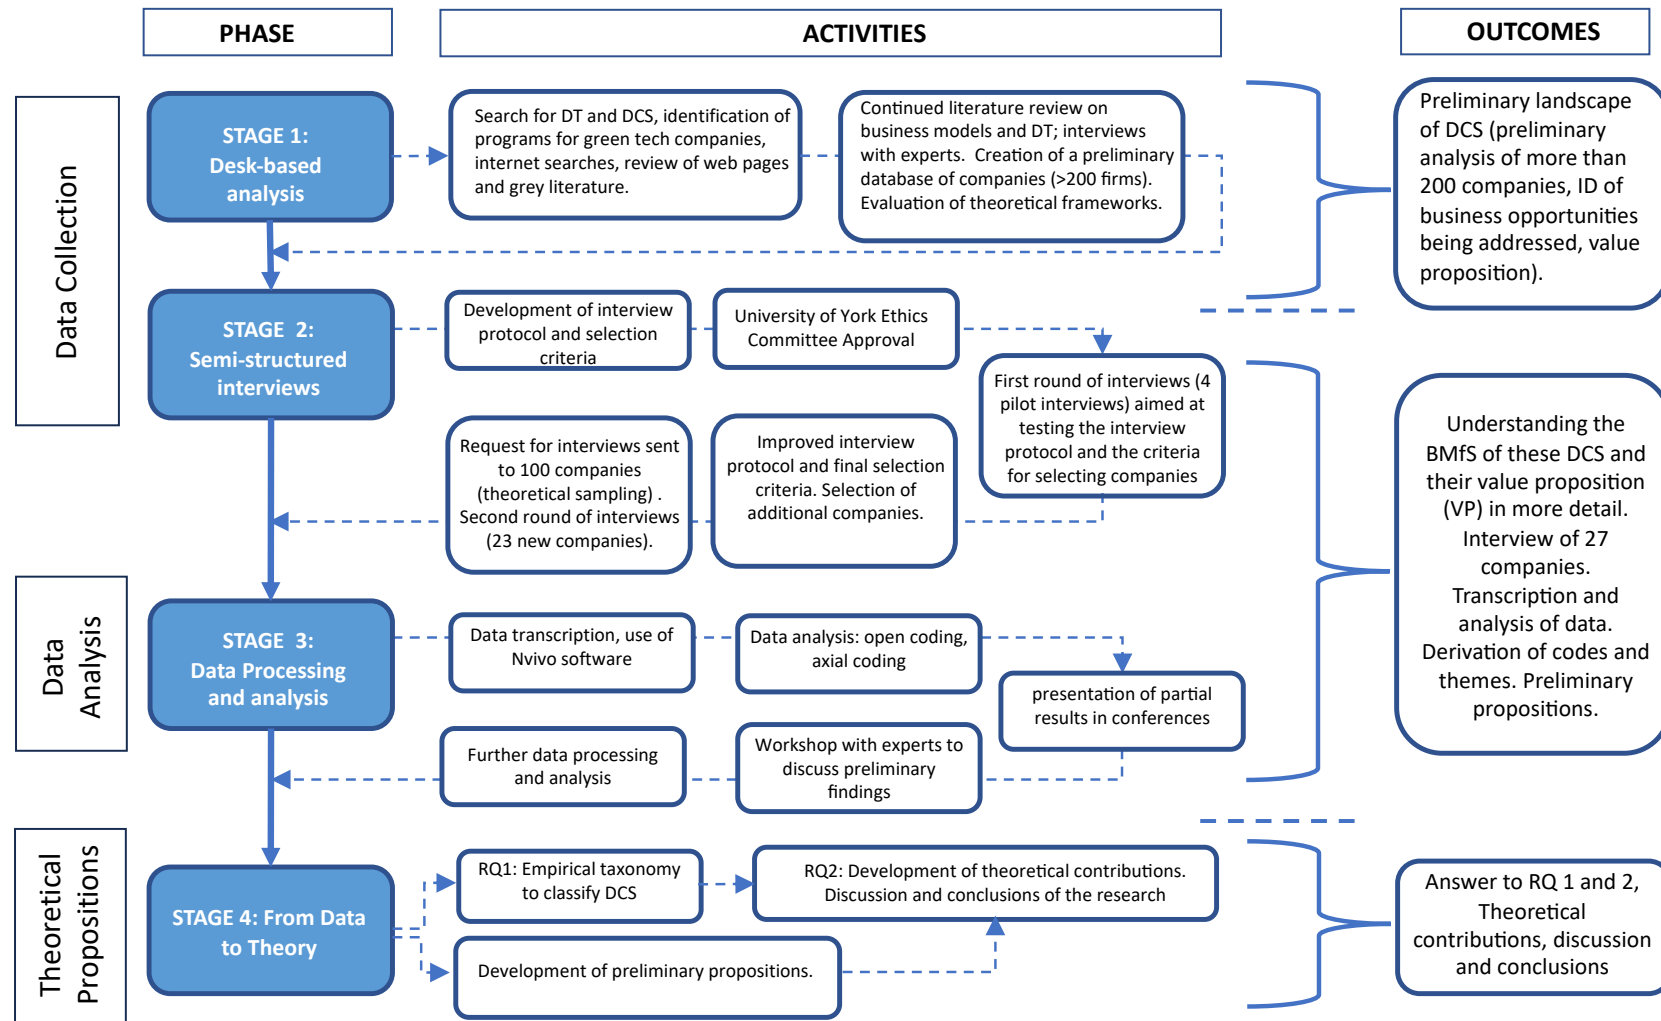 PHASE
ACTIVITIES
OUTCOMES
Data Collection
STAGE 1:
Desk-based
analysis
Search for DT and DCS, identification of
programs for green tech companies,
internet searches, review of web pages
and grey literature.
Continued literature review on
business models and DT; interviews
with experts. Creation of a preliminary
database of companies (>200 firms).
Evaluation of theoretical frameworks.
Preliminary landscape
of DCS (preliminary
analysis of more than
200 companies, ID of
business opportunities
being addressed, value
proposition).
STAGE 2:
Semi-structured
interviews
Development of interview
protocol and selection
criteria
University of York Ethics
Committee Approval
First round of interviews (4
pilot interviews) aimed at
testing the interview
protocol and the criteria
for selecting companies
Improved interview
protocol and final selection
criteria. Selection of
additional companies.
Request for interviews sent
to 100 companies
(theoretical sampling) .
Second round of interviews
(23 new companies).
Understanding the
BMfS of these DCS and
their value proposition
(VP) in more detail.
Interview of 27
companies.
Transcription and
analysis of data.
Derivation of codes and
themes. Preliminary
propositions.
Data
Analysis
STAGE 3:
Data Processing
and analysis
Data transcription, use of
Nvivo software
Data analysis: open coding,
axial coding
presentation of partial
results in conferences
Workshop with experts to
discuss preliminary
findings
Further data processing
and analysis
Theoretical
Propositions
STAGE 4: From Data
to Theory
RQ1: Empirical taxonomy
to classify DCS
RQ2: Development of theoretical contributions.
Discussion and conclusions of the research
Development of preliminary propositions.
Answer to RQ 1 and 2,
Theoretical
contributions, discussion
and conclusions